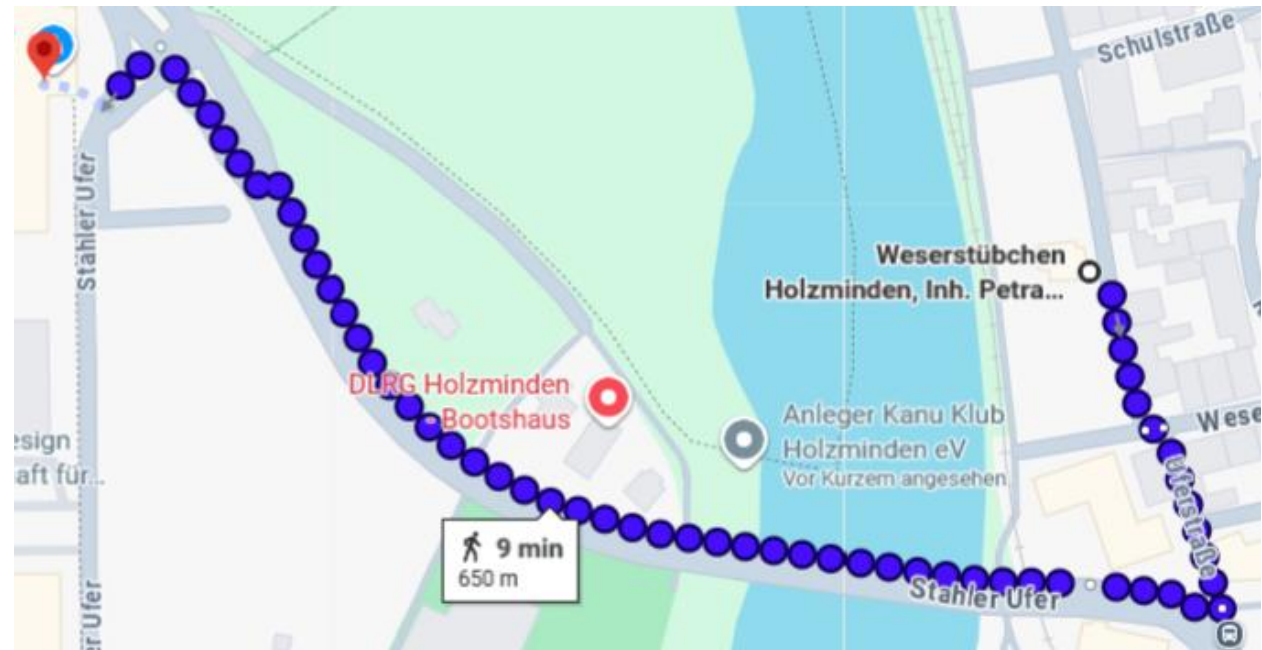 Schulstraße
Stahler Ufer
Weserstübchen
Holzminden, Inh. Petra...
DLRG Holzminden
Bootshaus
Anleger Kanu Klub
Holzminden eV
Vor Kurzem angesehen
Wese
esign
aft für...
Uferstraße
9 min
650 m
Stahler Ufer
er Ufer